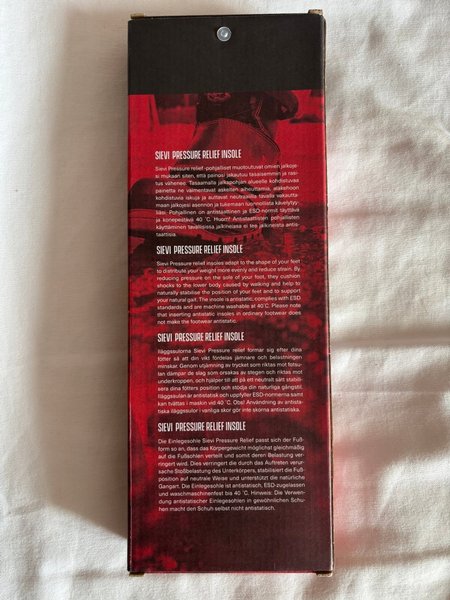 SIEVI PRESSURE RELIEF INSOLE
Sievi Pressure relief -pohjalliset muotoutuvat omien jalkoje-
si mukaan siten, että painosi jakautuu tasaisemmin ja rasi-
tus vähenee. Tasaamalla jalkapohjan alueelle kohdistuvaa
painetta ne vaimentavat askelten aiheuttamia, alakehoon
kohdistuvia iskuja ja auttavat neutraalilla tavalla vakautta-
maan jalkojesi asennon ja tukemaan luonnollista kävelytyy-
liäsi. Pohjallinen on antistaattinen ja ESD-normit täyttävä
ja konepestävä 40 °C. Huom! Antistaattisten pohjallisten
käyttäminen tavallisissa jalkineissa ei tee jalkineista antis-
taattisia.
SIEVI PRESSURE RELIEF INSOLE
Sievi Pressure relief insoles adapt to the shape of your feet
to distribute your weight more evenly and reduce strain. By
reducing pressure on the sole of your foot, they cushion
shocks to the lower body caused by walking and help to
naturally stabilise the position of your feet and to support
your natural gait. The insole is antistatic, complies with ESD
standards and are machine washable at 40˚C. Please note
that inserting antistatic insoles in ordinary footwear does
not make the footwear antistatic.
SIEVI PRESSURE RELIEF INSOLE
Iläggssulorna Sievi Pressure relief formar sig efter dina
fötter så att din vikt fördelas jämnare och belastningen
minskar. Genom utjämning av trycket som riktas mot fotsu-
lan dämpar de slag som orsakas av stegen och riktas mot
underkroppen, och hjälper till att på ett neutralt sätt stabili-
sera dina fötters position och stödja din naturliga gångstil.
Iläggssulan är antistatisk och uppfyller ESD-normerna samt
kan tvättas i maskin vid 40 °C. Obs! Användning av antista-
tiska iläggssulor i vanliga skor gör inte skorna antistatiska.
SIEVI PRESSURE RELIEF INSOLE
Die Einlegesohle Sievi Pressure Relief passt sich der Fuß-
form so an, dass das Körpergewicht möglichst gleichmäßig
auf die Fußsohlen verteilt und somit deren Belastung ver-
ringert wird. Dies verringert die durch das Auftreten verur-
sachte Stoßbelastung des Unterkörpers, stabilisiert die Fuß-
position auf neutrale Weise und unterstützt die natürliche
Gangart. Die Einlegesohle ist antistatisch, ESD-zugelassen
und waschmaschinenfest bis 40 °C. Hinweis: Die Verwen-
dung antistatischer Einlegesohlen in gewöhnlichen Schu-
hen macht den Schuh selbst nicht antistatisch.